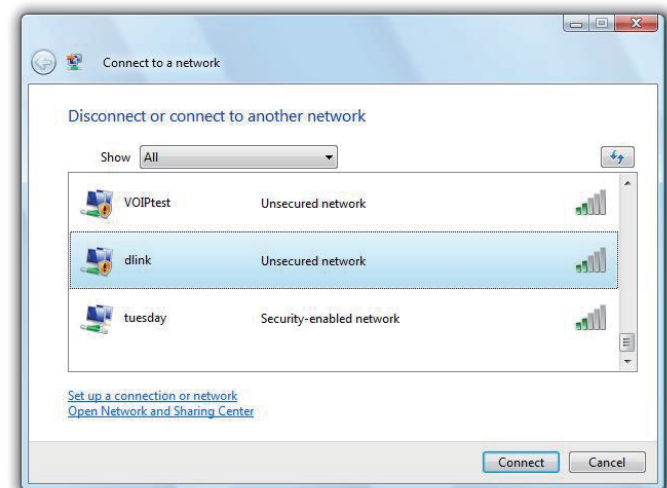 Connect to a network
Disconnect or connect to another network
Show All
VOIPtest Unsecured network
dlink Unsecured network
tuesday Security-enabled network
Set up a connection or network
Open Network and Sharing Center
Connect Cancel